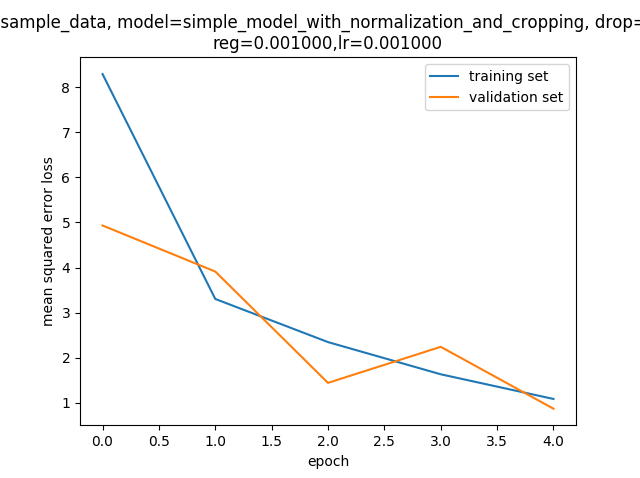 sample_data, model=simple_model_with_normalization_and_cropping, drop=
reg=0.001000,lr=0.001000
training set
validation set
mean squared error loss
8
7
6
5
4
3
2
1
0.0 0.5 1.0 1.5 2.0 2.5 3.0 3.5 4.0
epoch